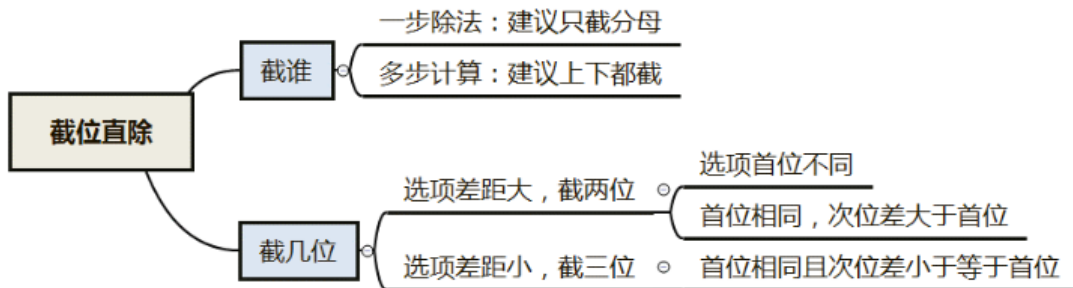 截位直除
截谁
一步除法：建议只截分母
多步计算：建议上下都截
截几位
选项差距大，截两位
选项首位不同
首位相同，次位差大于首位
选项差距小，截三位
首位相同且次位差小于等于首位